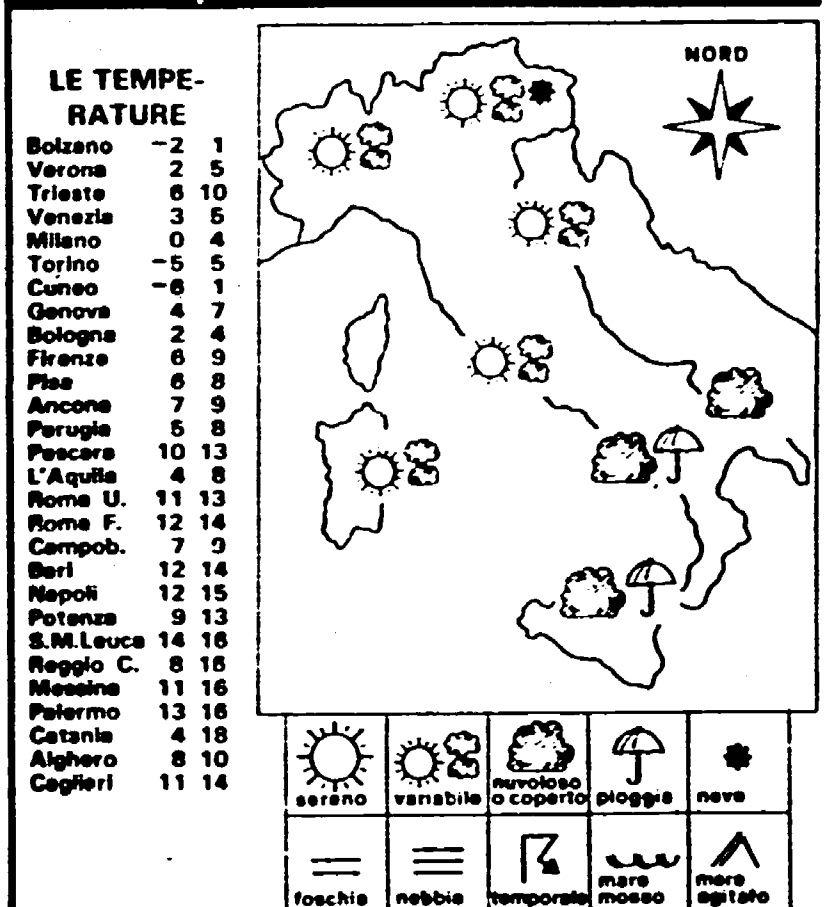 LE TEMPE-
RATURE
Bolzano -2 1
Verona 2 5
Trieste 6 10
Venezia 3 5
Milano 0 4
Torino -5 5
Cuneo -6 1
Genova 4 7
Bologna 2 4
Firenze 6 9
Pisa 6 8
Ancona 7 9
Perugia 5 8
Pescara 10 13
L'Aquila 4 8
Roma U. 11 13
Roma F. 12 14
Campob. 7 9
Bari 12 14
Napoli 12 15
Potenza 9 13
S.M.Leuca 14 16
Reggio C. 8 16
Messina 11 16
Palermo 13 16
Catania 4 18
Alghero 8 10
Cagliari 11 14
NORD
sereno
variabile
nuvoloso
o coperto
pioggia
neve
foschia
nebbia
temporale
mare
mosso
mare
agitato